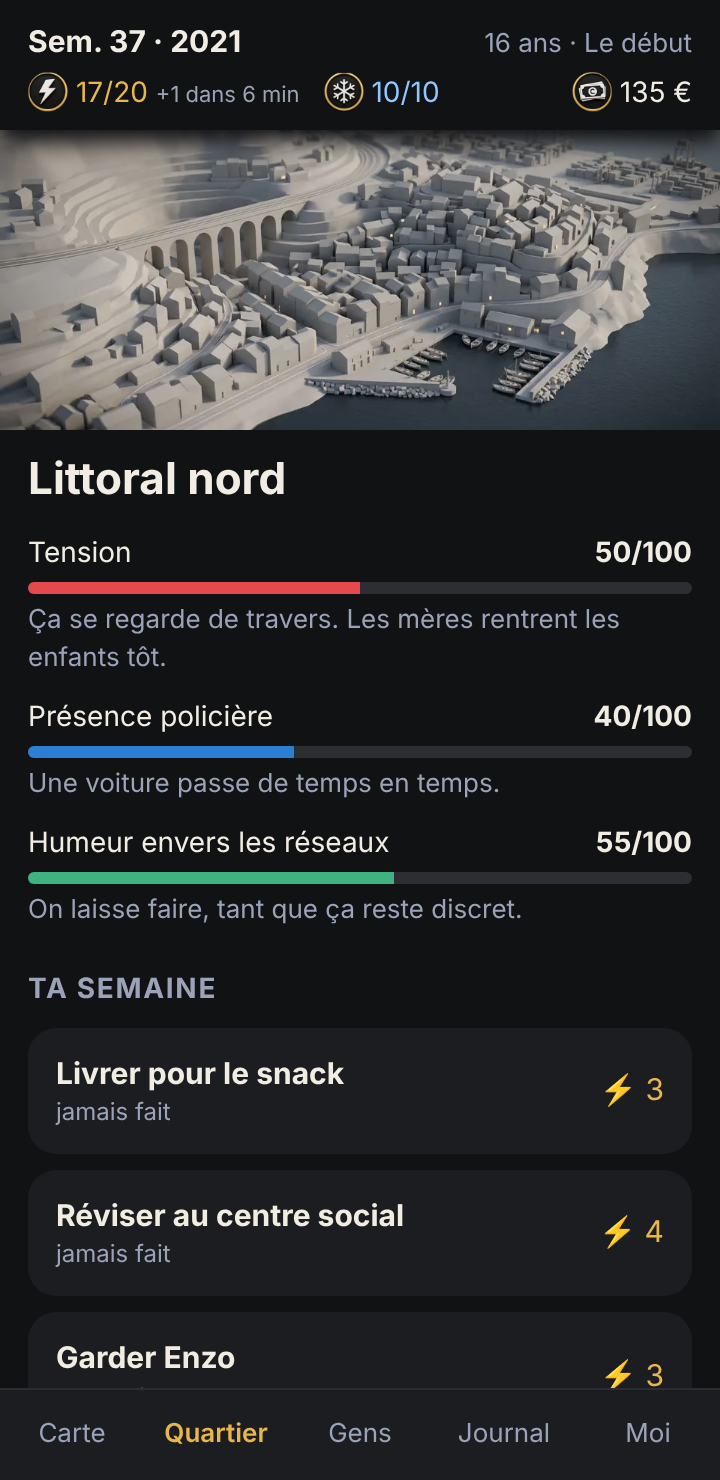 Sem. 37 · 2021
16 ans · Le début
17/20 +1 dans 6 min
10/10
135 €
Littoral nord
Tension
50/100
Ça se regarde de travers. Les mères rentrent les
enfants tôt.
Présence policière
40/100
Une voiture passe de temps en temps.
Humeur envers les réseaux
55/100
On laisse faire, tant que ça reste discret.
TA SEMAINE
Livrer pour le snack
jamais fait
⚡ 3
Réviser au centre social
jamais fait
⚡ 4
Garder Enzo
⚡ 3
Carte
Quartier
Gens
Journal
Moi